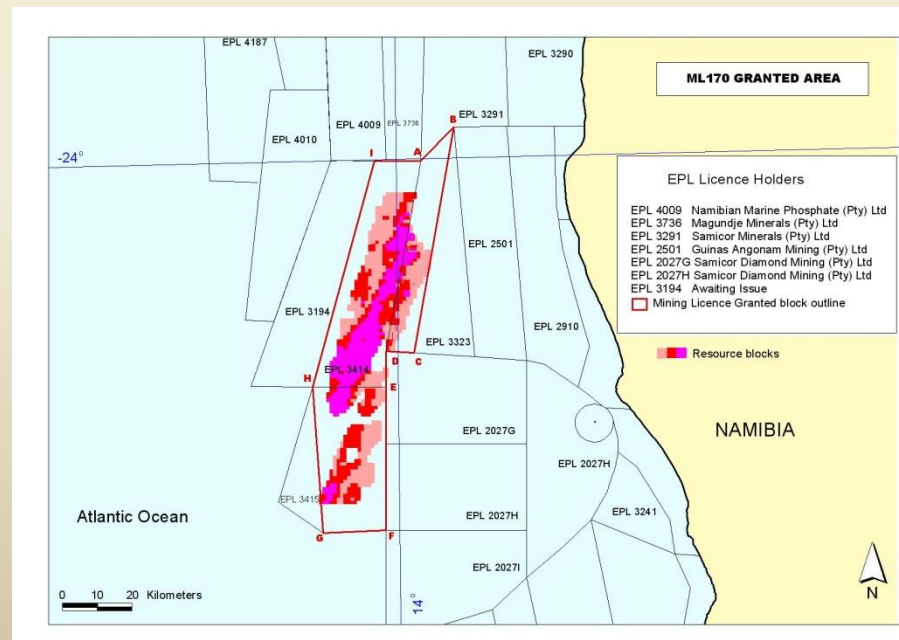 EPL 4187
EPL 3290
ML170 GRANTED AREA
EPL 4009
EPL 3736
EPL 3291
B
EPL 4010
I
A
-24°
EPL Licence Holders
EPL 4009 Namibian Marine Phosphate (Pty) Ltd
EPL 3736 Magundje Minerals (Pty) Ltd
EPL 3291 Samicor Minerals (Pty) Ltd
EPL 2501 Guinas Angonam Mining (Pty) Ltd
EPL 2027G Samicor Diamond Mining (Pty) Ltd
EPL 2027H Samicor Diamond Mining (Pty) Ltd
EPL 3194 Awaiting Issue
Mining Licence Granted block outline
EPL 2501
EPL 3194
EPL 2910
EPL 3323
Resource blocks
D
C
EPL 3414
H
E
EPL 2027G
NAMIBIA
EPL 2027H
EPL 3415
Atlantic Ocean
EPL 2027H
EPL 3241
G
F
EPL 2027I
0 10 20 Kilometers
14°
N